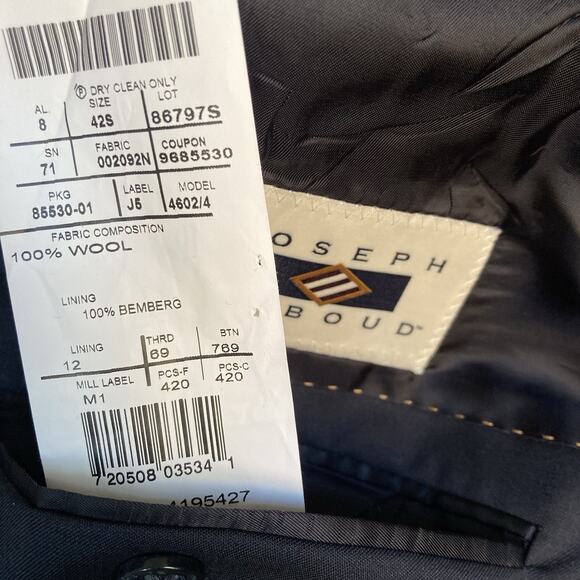 ® DRY CLEAN ONLY
AL SIZE LOT
8 42S 86797S
SN FABRIC COUPON
71 002092N 9685530
PKG LABEL MODEL
85530-01 J5 4602/4
FABRIC COMPOSITION
100% WOOL
LINING
100% BEMBERG
LINING THRD BTN
12 69 769
MILL LABEL PCS-F PCS-C
M1 420 420
7 20508 03534 1
4195427
OSEPH
BOUD™